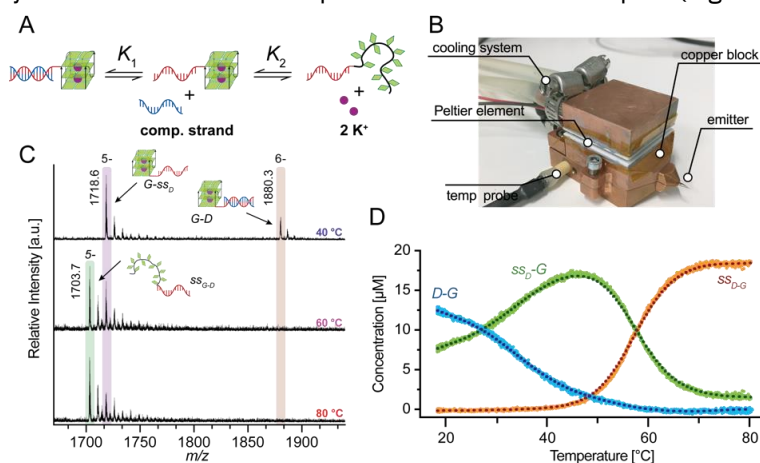 A
K₁
K₂
+
+
comp. strand
2 K⁺
B
cooling system
copper block
Peltier element
emitter
temp probe
C
5-
6-
1718.6
G-ssD
1880.3
G-D
40 °C
5-
1703.7
ssG-D
60 °C
80 °C
Relative Intensity [a.u.]
1700
1750
1800
1850
1900
m/z
D
20
15
10
5
0
D-G
ssD-G
ssD-G
Concentration [µM]
20
40
60
80
Temperature [°C]